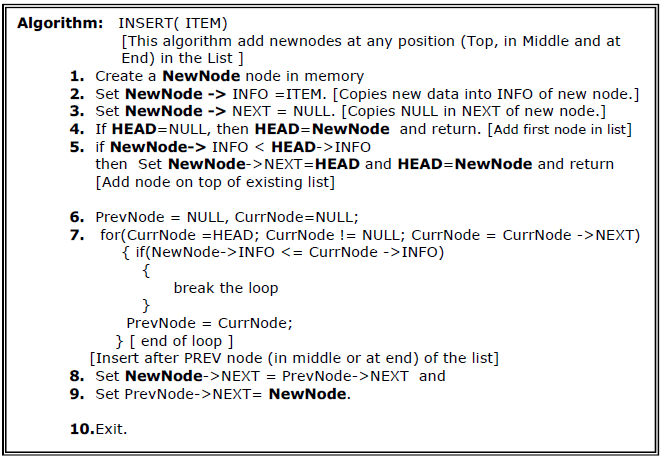 Algorithm: INSERT( ITEM)
[This algorithm add newnodes at any position (Top, in Middle and at
End) in the List ]
1. Create a NewNode node in memory
2. Set NewNode -> INFO =ITEM. [Copies new data into INFO of new node.]
3. Set NewNode -> NEXT = NULL. [Copies NULL in NEXT of new node.]
4. If HEAD=NULL, then HEAD=NewNode and return. [Add first node in list]
5. if NewNode-> INFO < HEAD->INFO
then Set NewNode->NEXT=HEAD and HEAD=NewNode and return
[Add node on top of existing list]
6. PrevNode = NULL, CurrNode=NULL;
7. for(CurrNode =HEAD; CurrNode != NULL; CurrNode = CurrNode ->NEXT)
{ if(NewNode->INFO <= CurrNode ->INFO)
{
break the loop
}
PrevNode = CurrNode;
} [ end of loop ]
[Insert after PREV node (in middle or at end) of the list]
8. Set NewNode->NEXT = PrevNode->NEXT and
9. Set PrevNode->NEXT= NewNode.
10.Exit.